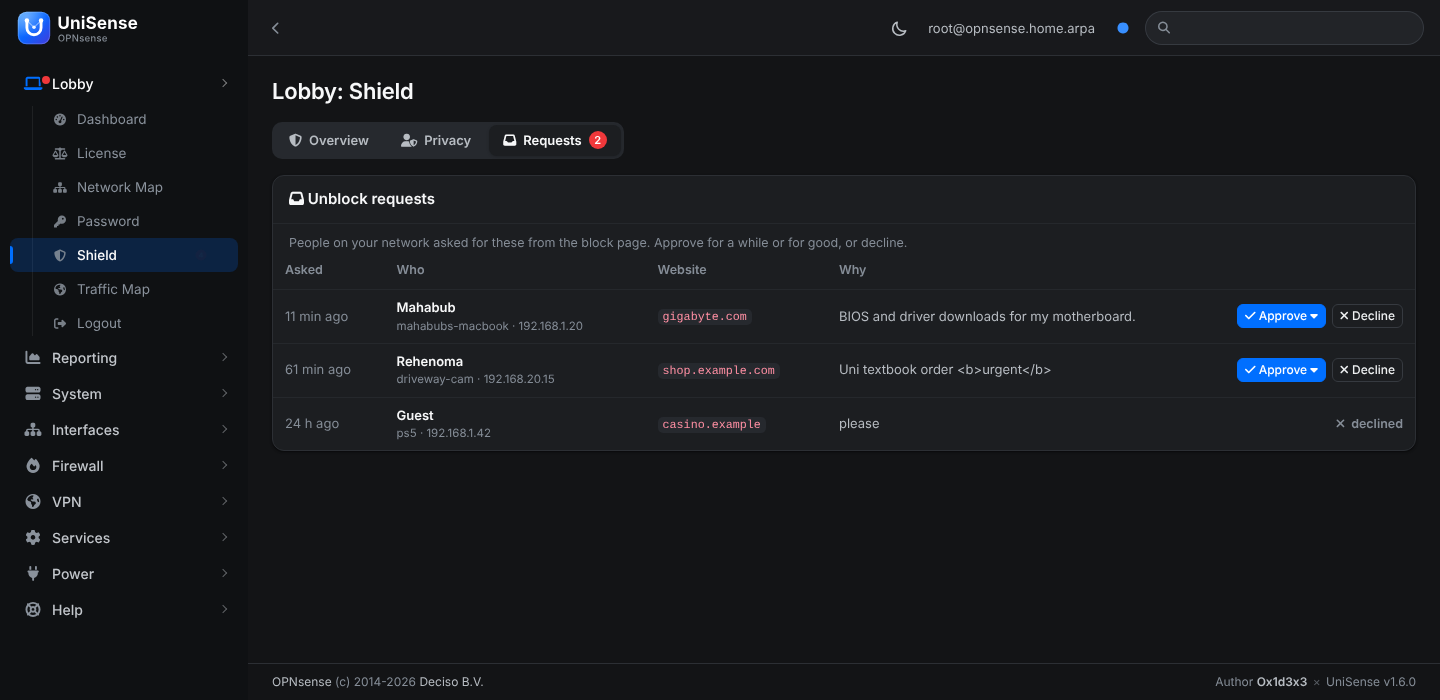 UniSense
OPNsense
root@opnsense.home.arpa
Lobby
Dashboard
License
Network Map
Password
Shield
Traffic Map
Logout
Reporting
System
Interfaces
Firewall
VPN
Services
Power
Help
Lobby: Shield
Overview Privacy Requests 2
Unblock requests
People on your network asked for these from the block page. Approve for a while or for good, or decline.
Asked Who Website Why
11 min ago Mahabub gigabyte.com BIOS and driver downloads for my motherboard. Approve Decline
mahabubs-macbook · 192.168.1.20
61 min ago Rehenoma shop.example.com Uni textbook order <b>urgent</b> Approve Decline
driveway-cam · 192.168.20.15
24 h ago Guest casino.example please declined
ps5 · 192.168.1.42
OPNsense (c) 2014-2026 Deciso B.V. Author 0x1d3x3 × UniSense v1.6.0